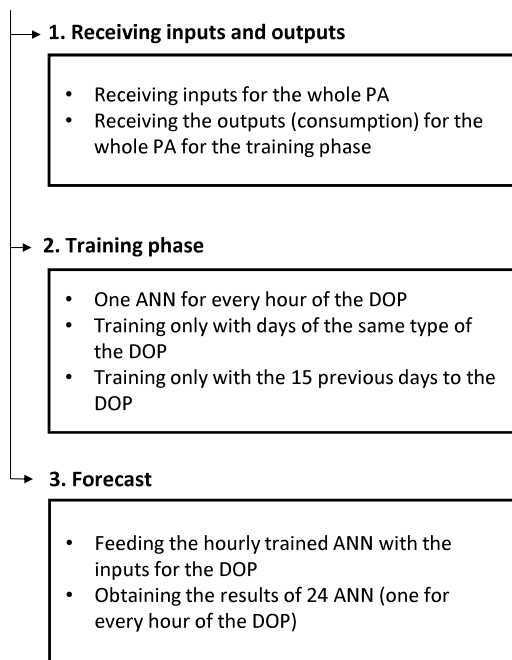 1. Receiving inputs and outputs
• Receiving inputs for the whole PA
• Receiving the outputs (consumption) for the
whole PA for the training phase
2. Training phase
• One ANN for every hour of the DOP
• Training only with days of the same type of
the DOP
• Training only with the 15 previous days to the
DOP
3. Forecast
• Feeding the hourly trained ANN with the
inputs for the DOP
• Obtaining the results of 24 ANN (one for
every hour of the DOP)